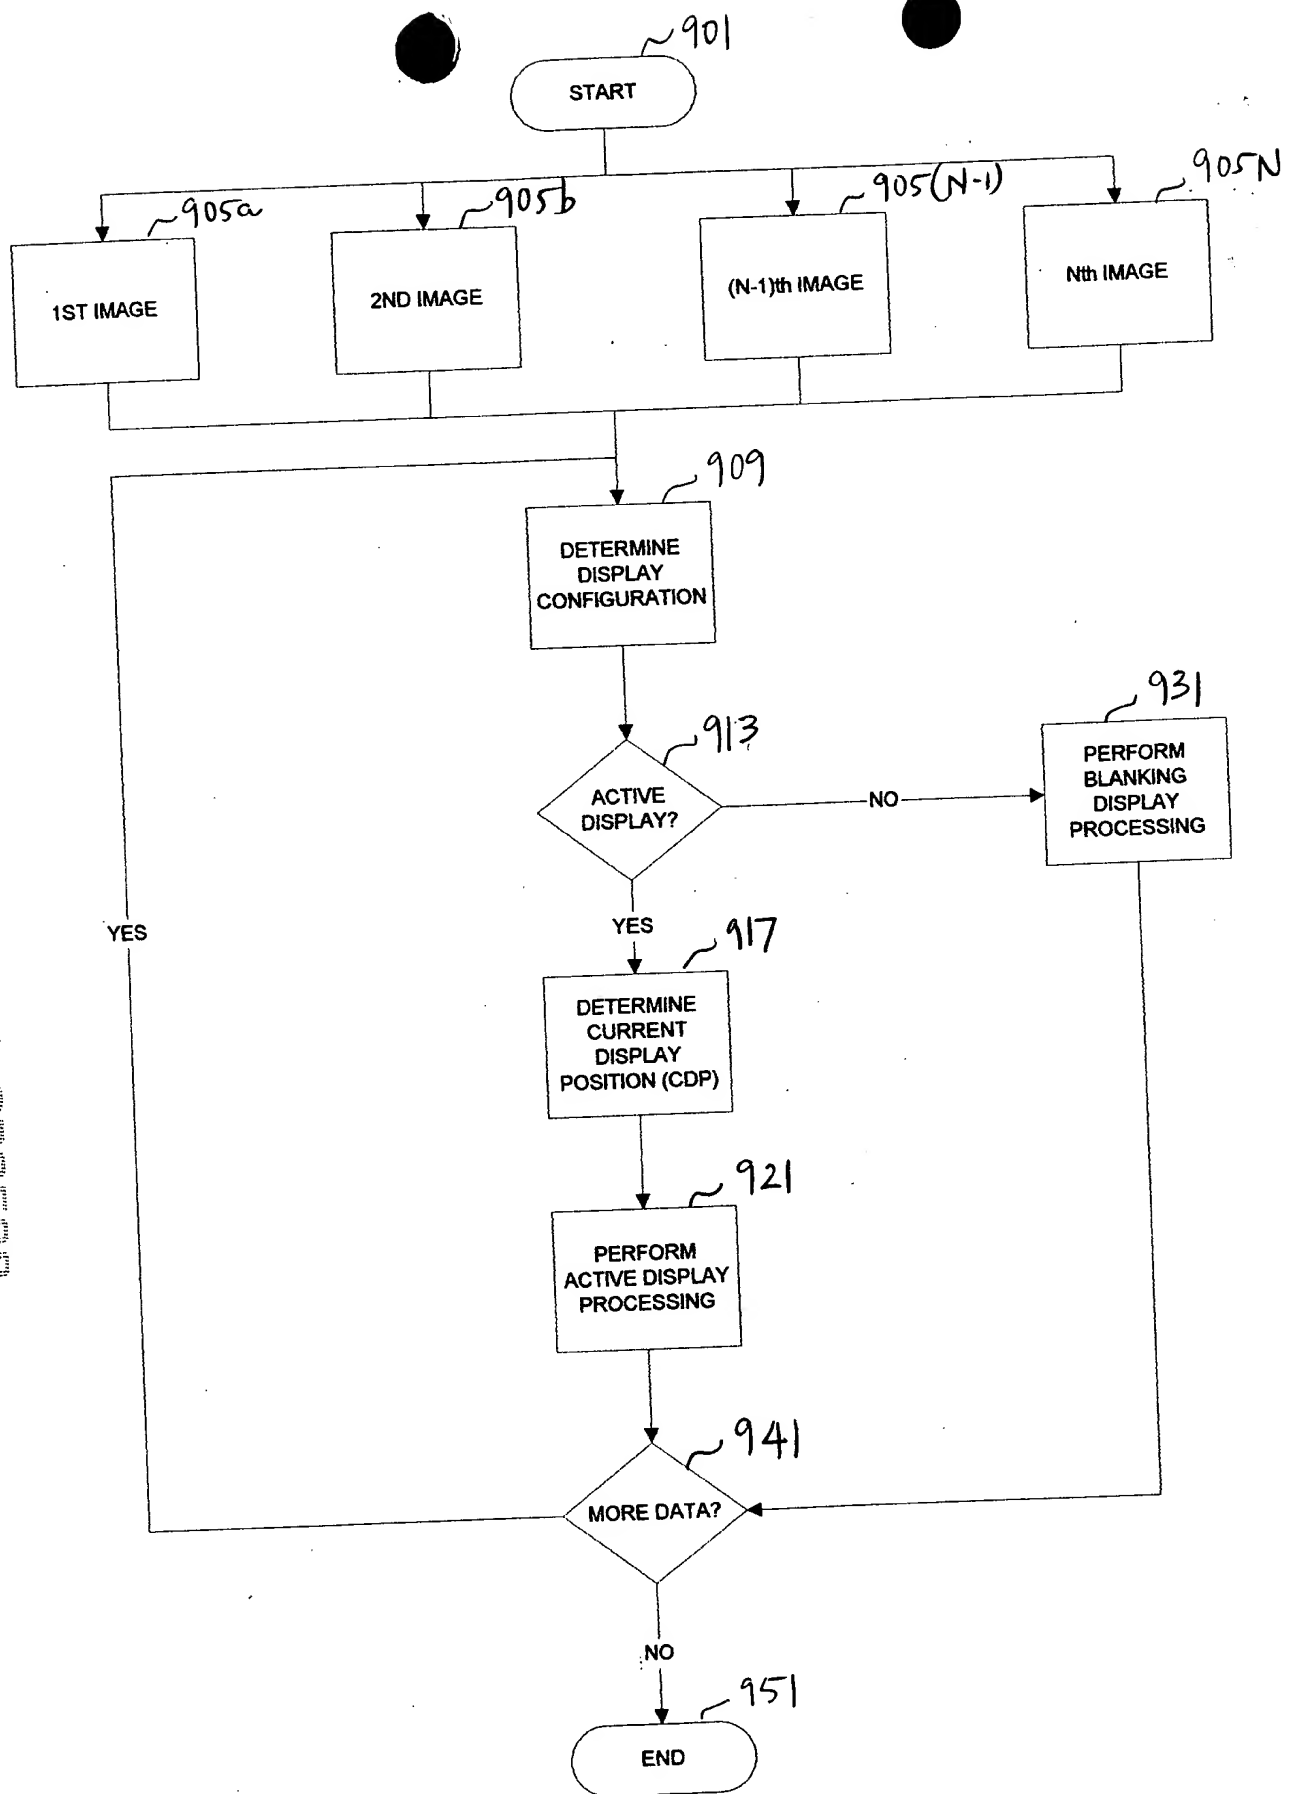 901
START
905a
905b
905(N-1)
905N
1ST IMAGE
2ND IMAGE
(N-1)th IMAGE
Nth IMAGE
909
DETERMINE
DISPLAY
CONFIGURATION
913
ACTIVE
DISPLAY?
NO
931
PERFORM
BLANKING
DISPLAY
PROCESSING
YES
YES
917
DETERMINE
CURRENT
DISPLAY
POSITION (CDP)
921
PERFORM
ACTIVE DISPLAY
PROCESSING
941
MORE DATA?
NO
951
END